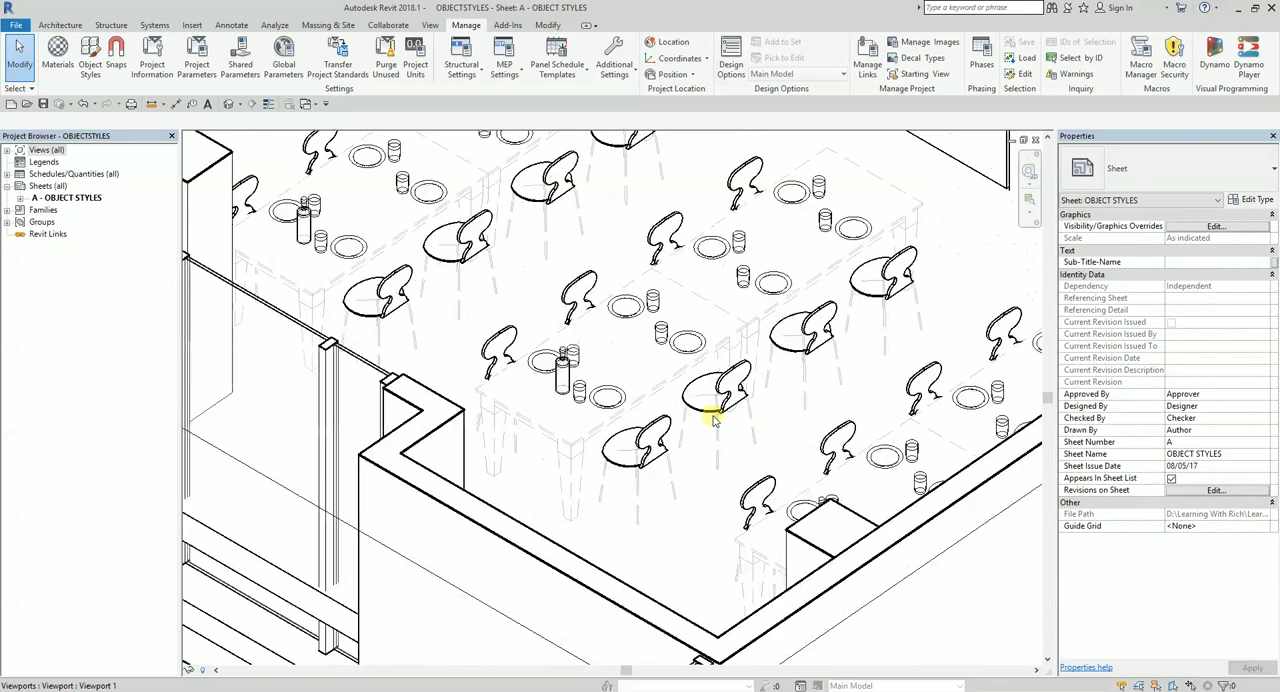 Autodesk Revit 2018.1 - OBJECTSTYLES - Sheet: A - OBJECT STYLES
Type a keyword or phrase
Sign In
File Architecture Structure Systems Insert Annotate Analyze Massing & Site Collaborate View Manage Add-Ins Modify
Modify
Materials
Object Styles
Snaps
Project Information
Project Parameters
Shared Parameters
Global Parameters
Transfer Project Standards
Purge Unused
Project Units
Structural Settings
MEP Settings
Panel Schedule Templates
Additional Settings
Location
Coordinates
Position
Design Options
Add to Set
Pick to Edit
Main Model
Manage Links
Manage Images
Decal Types
Starting View
Phases
Save
Load
Edit
IDs of Selection
Select by ID
Warnings
Macro Manager
Macro Security
Dynamo
Dynamo Player
Select
Settings
Project Location
Design Options
Manage Project
Phasing
Selection
Inquiry
Macros
Visual Programming
Project Browser - OBJECTSTYLES
Views (all)
Legends
Schedules/Quantities (all)
Sheets (all)
A - OBJECT STYLES
Families
Groups
Revit Links
Properties
Sheet
Sheet: OBJECT STYLES
Edit Type
Graphics
Visibility/Graphics Overrides Edit...
Scale As indicated
Text
Sub-Title-Name
Identity Data
Dependency Independent
Referencing Sheet
Referencing Detail
Current Revision Issued
Current Revision Issued By
Current Revision Issued To
Current Revision Date
Current Revision Description
Current Revision
Approved By Approver
Designed By Designer
Checked By Checker
Drawn By Author
Sheet Number A
Sheet Name OBJECT STYLES
Sheet Issue Date 08/05/17
Appears In Sheet List
Revisions on Sheet Edit...
Other
File Path D:\Learning With Rich\Lear...
Guide Grid <None>
Properties help
Apply
Viewports : Viewport : Viewport 1
:0
Main Model
:0